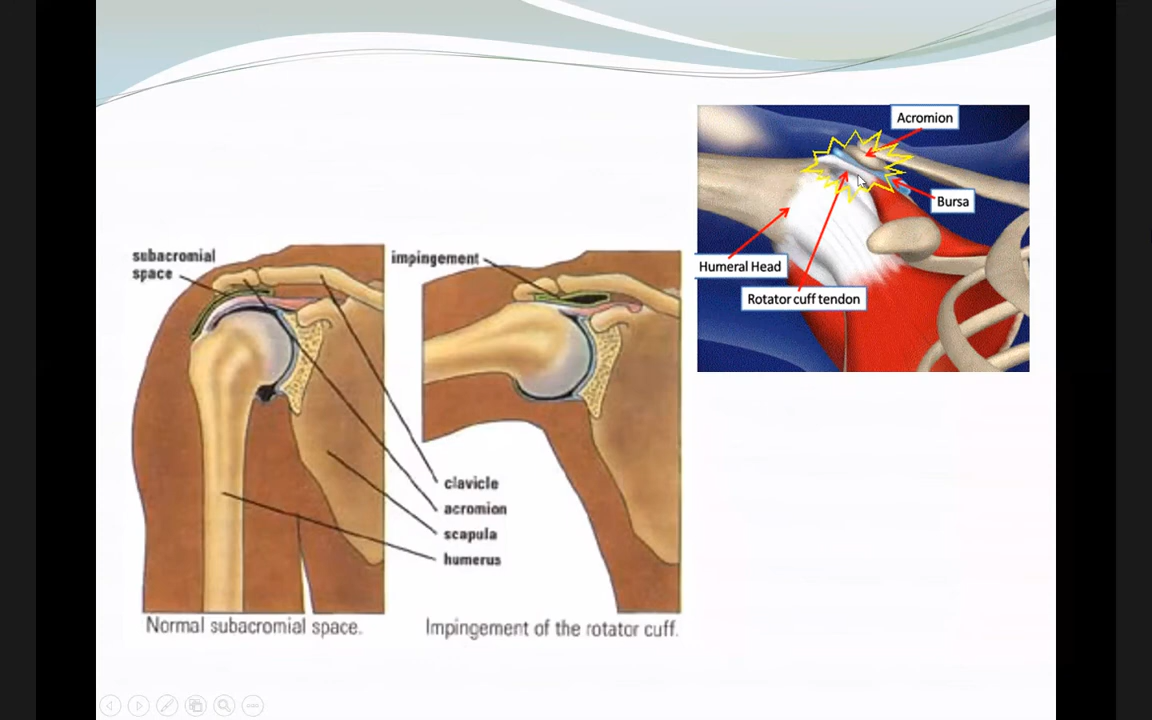 Acromion
Bursa
Humeral Head
Rotator cuff tendon
subacromial
space
impingement
clavicle
acromion
scapula
humerus
Normal subacromial space.
Impingement of the rotator cuff.